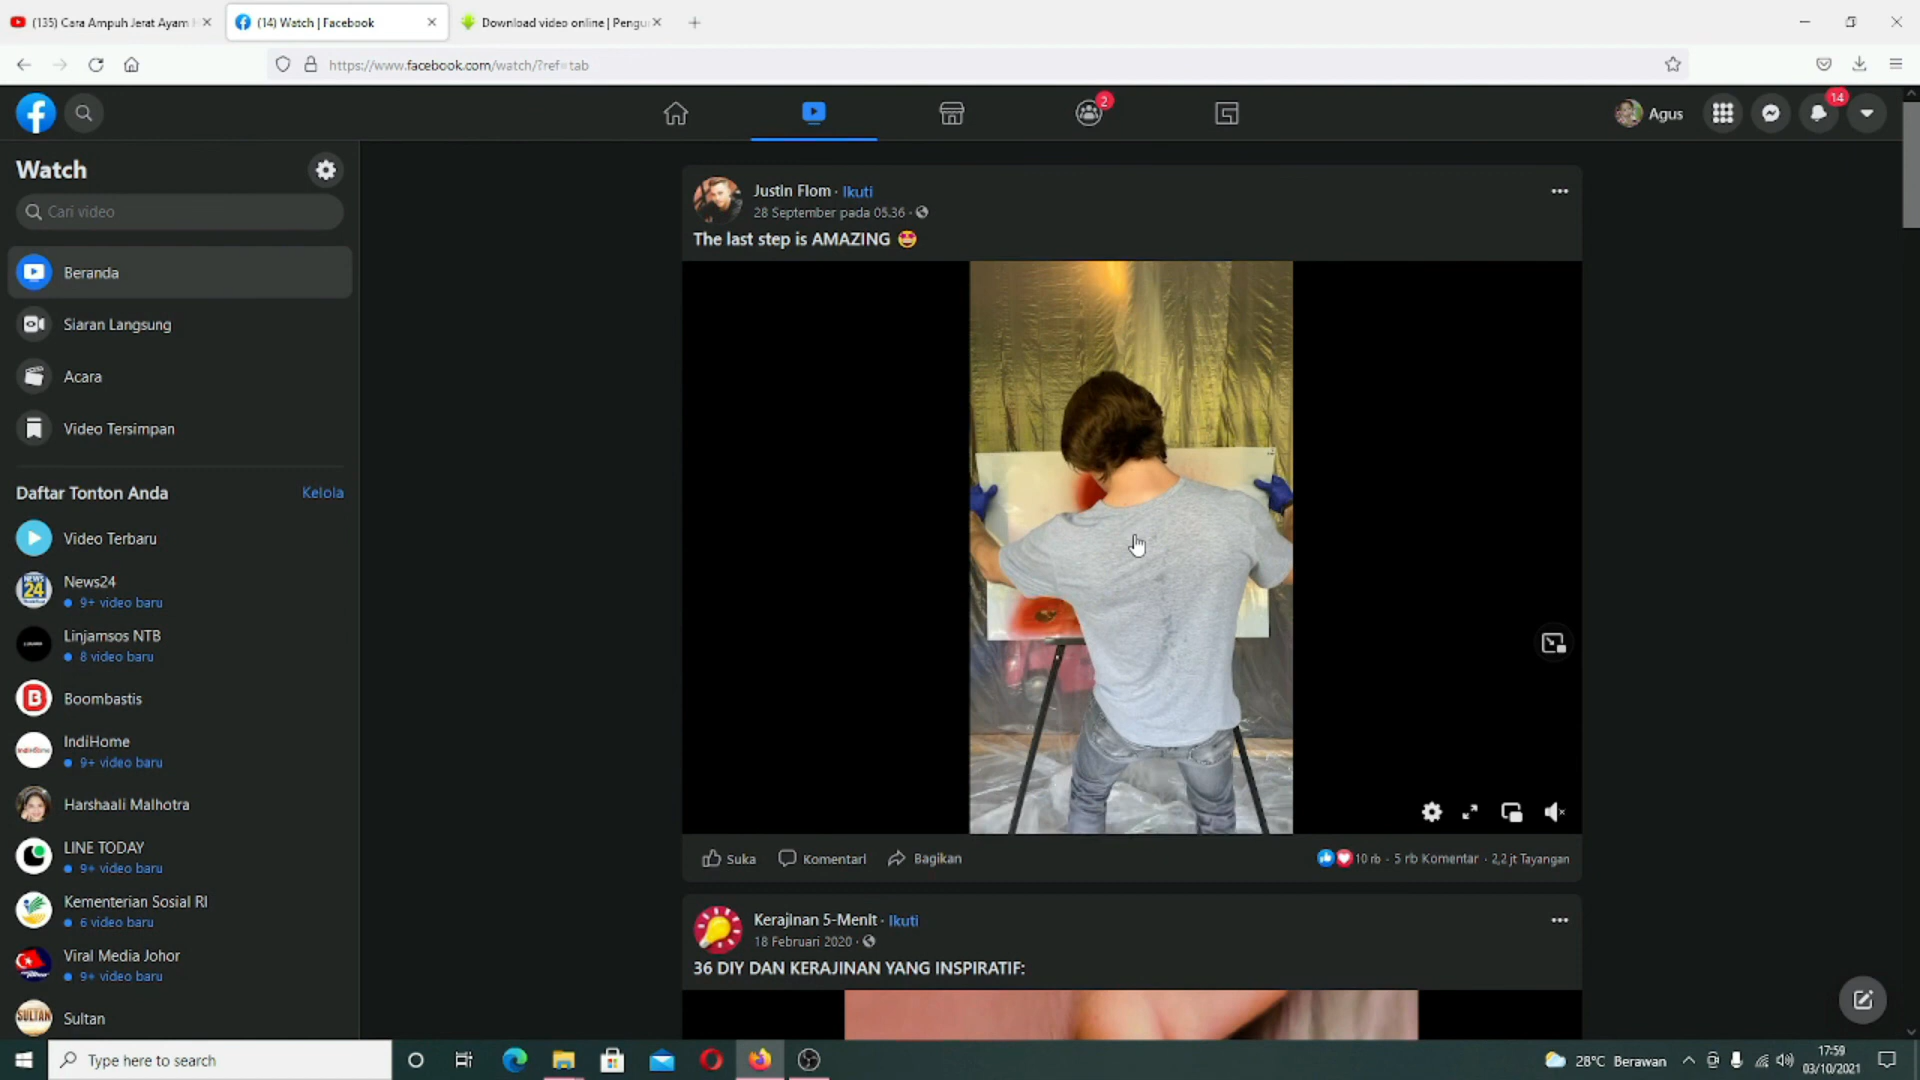 (135) Cara Ampuh Jerat Ayam H
(14) Watch | Facebook
Download video online | Pengu
https://www.facebook.com/watch/?ref=tab
2
Agus
14
Watch
Cari video
Beranda
Siaran Langsung
Acara
Video Tersimpan
Daftar Tonton Anda
Kelola
Video Terbaru
NEWS 24
News24
9+ video baru
Linjamsos NTB
8 video baru
B
Boombastis
IndiHome
9+ video baru
Harshaali Malhotra
LINE TODAY
9+ video baru
Kementerian Sosial RI
6 video baru
Viral Media Johor
9+ video baru
SULTAN
Sultan
Justin Flom · Ikuti
28 September pada 05.36 ·
The last step is AMAZING 🤩
Suka
Komentari
Bagikan
10 rb · 5 rb Komentar · 2,2 jt Tayangan
Kerajinan 5-Menit · Ikuti
18 Februari 2020 ·
36 DIY DAN KERAJINAN YANG INSPIRATIF:
Type here to search
28°C Berawan
17:59
03/10/2021